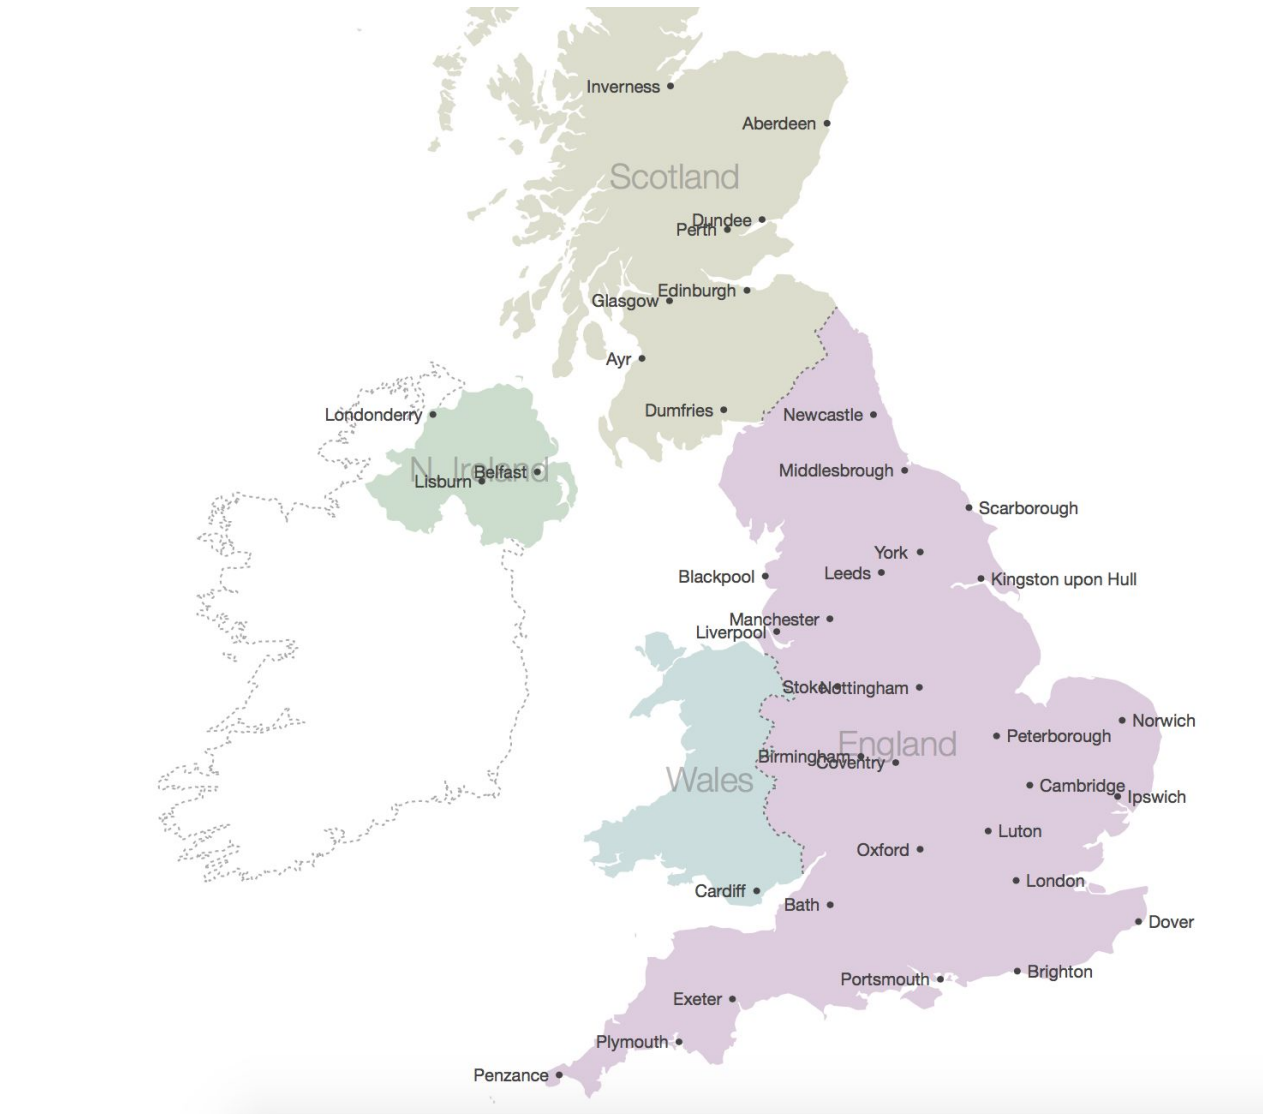 Inverness
Aberdeen
Scotland
Dundee
Perth
Edinburgh
Glasgow
Ayr
Dumfries
Londonderry
Newcastle
N. Ireland
Belfast
Lisburn
Middlesbrough
Scarborough
York
Leeds
Blackpool
Kingston upon Hull
Manchester
Liverpool
Stoke
Nottingham
Norwich
Peterborough
England
Birmingham
Coventry
Wales
Cambridge
Ipswich
Luton
Oxford
London
Cardiff
Bath
Dover
Brighton
Portsmouth
Exeter
Plymouth
Penzance